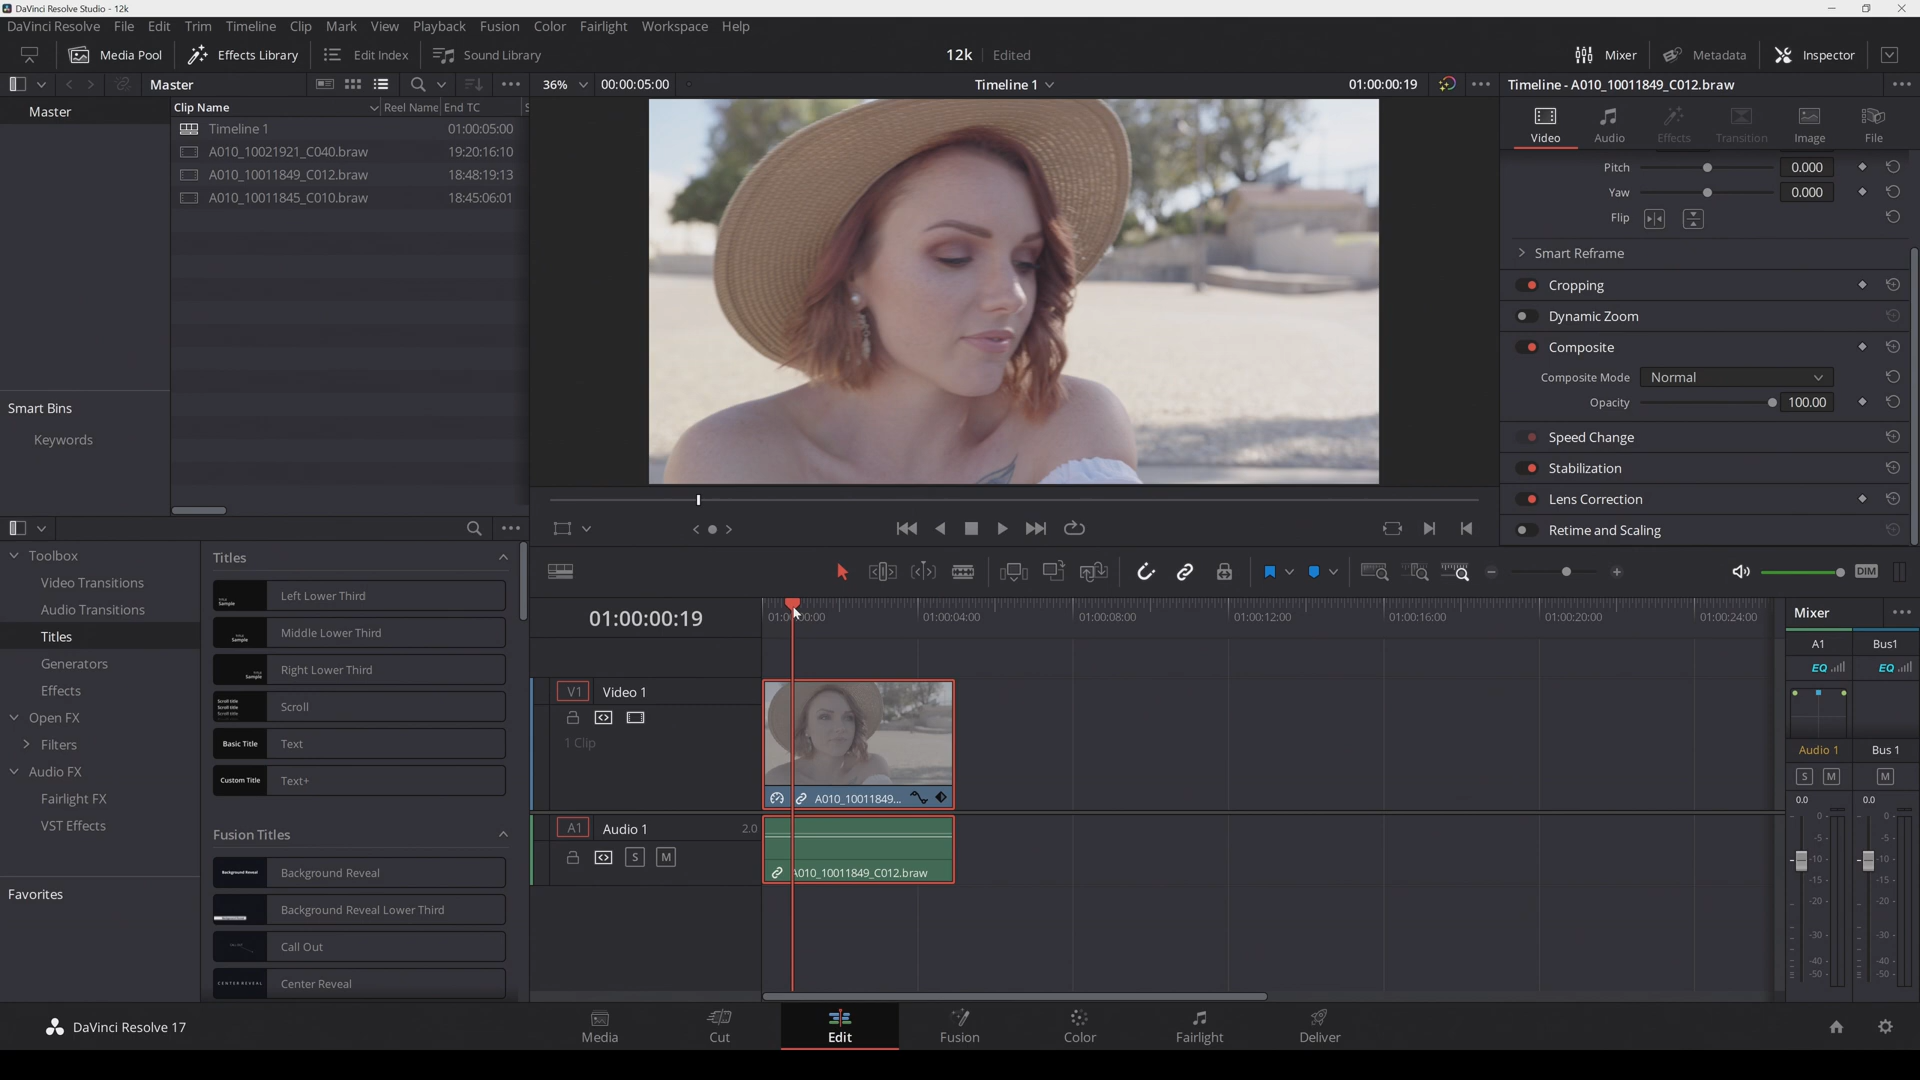 DaVinci Resolve Studio - 12k
DaVinci Resolve File Edit Trim Timeline Clip Mark View Playback Fusion Color Fairlight Workspace Help
Media Pool Effects Library Edit Index Sound Library 12k Edited Mixer Metadata Inspector
Master 36% 00:00:05:00 Timeline 1 01:00:00:19 Timeline - A010_10011849_C012.braw
Master
Clip Name Reel Name End TC S
Timeline 1 01:00:05:00
A010_10021921_C040.braw 19:20:16:10
A010_10011849_C012.braw 18:48:19:13
A010_10011845_C010.braw 18:45:06:01
Smart Bins
Keywords
Video Audio Effects Transition Image File
Pitch 0.000
Yaw 0.000
Flip
Smart Reframe
Cropping
Dynamic Zoom
Composite
Composite Mode Normal
Opacity 100.00
Speed Change
Stabilization
Lens Correction
Retime and Scaling
Toolbox
Video Transitions
Audio Transitions
Titles
Generators
Effects
Open FX
Filters
Audio FX
Fairlight FX
VST Effects
Favorites
Titles
Sample Left Lower Third
Sample Middle Lower Third
Sample Right Lower Third
Scroll title Scroll
Basic Title Text
Custom Title Text+
Fusion Titles
Background Reveal Background Reveal
Background Reveal Lower Third
Call Out
CENTER REVEAL Center Reveal
DIM
01:00:00:19
01:00:00:00 01:00:04:00 01:00:08:00 01:00:12:00 01:00:16:00 01:00:20:00 01:00:24:00
V1 Video 1
1 Clip
A010_10011849...
A1 Audio 1 2.0
S M
A010_10011849_C012.braw
Mixer
A1 Bus1
EQ EQ
Audio 1 Bus 1
S M M
0.0 0.0
0- 0-
-5- -5-
-10- -10-
-15- -15-
-20- -20-
-30- -30-
-40- -40-
-50- -50-
DaVinci Resolve 17
Media Cut Edit Fusion Color Fairlight Deliver